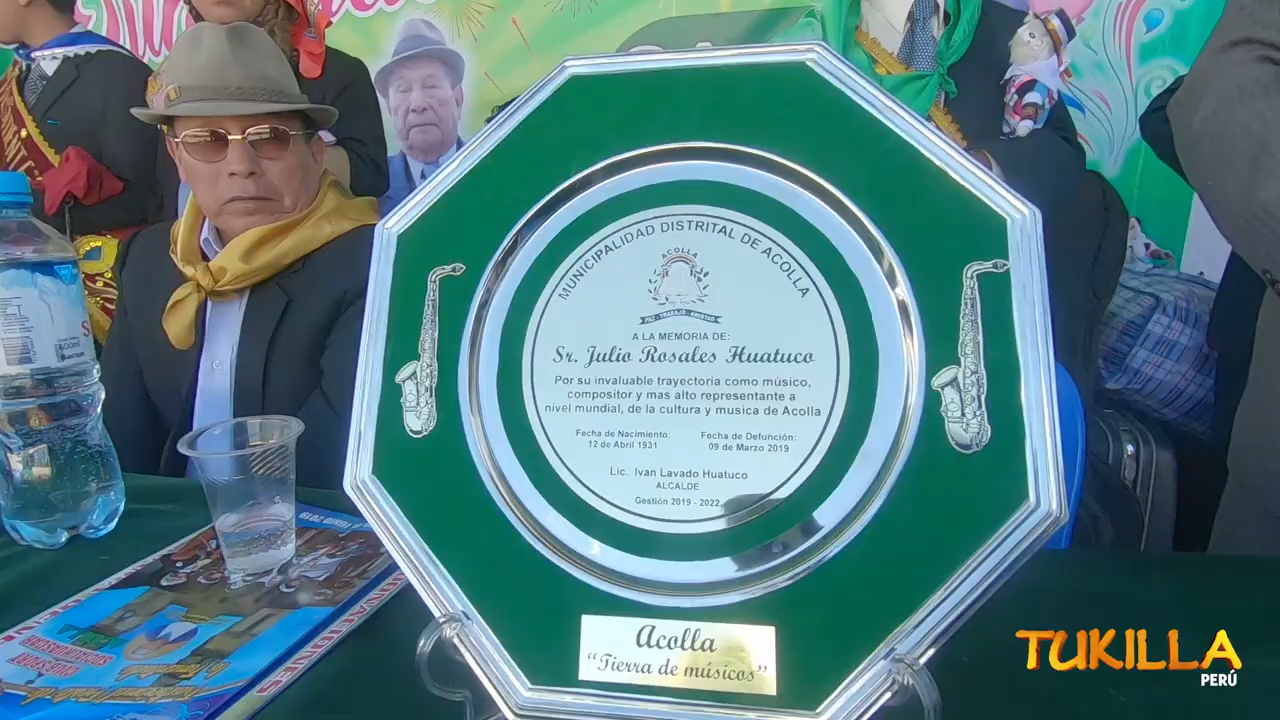 MUNICIPALIDAD DISTRITAL DE ACOLLA
ACOLLA
PAZ - TRABAJO - AMISTAD
A LA MEMORIA DE:
Sr. Julio Rosales Huatuco
Por su invaluable trayectoria como músico,
compositor y mas alto representante a
nivel mundial, de la cultura y musica de Acolla
Fecha de Nacimiento:
12 de Abril 1931
Fecha de Defunción:
09 de Marzo 2019
Lic. Ivan Lavado Huatuco
ALCALDE
Gestión 2019 - 2022
Acolla
"Tierra de músicos"
TUKILLA
PERÚ